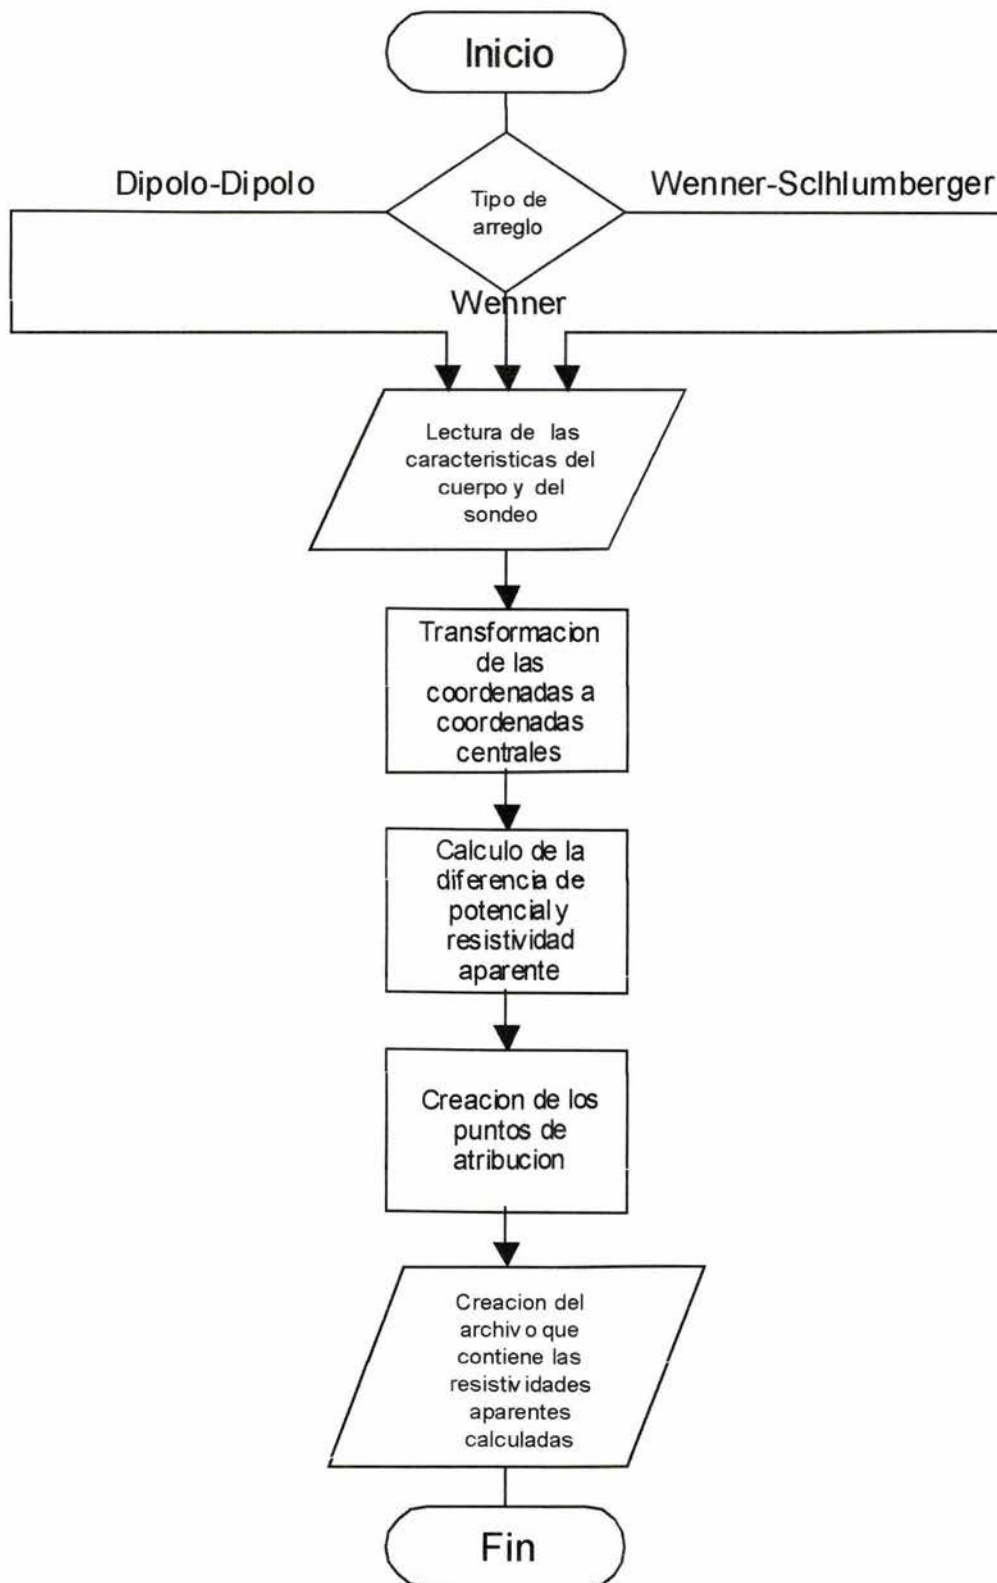 Inicio
Dipolo-Dipolo
Wenner-Sclhlumberger
Tipo de
arreglo
Wenner
Lectura de las
caracteristicas del
cuerpo y del
sondeo
Transformacion
de las
coordenadas a
coordenadas
centrales
Calculo de la
diferencia de
potencial y
resistividad
aparente
Creacion de los
puntos de
atribucion
Creacion del
archivo que
contiene las
resistividades
aparentes
calculadas
Fin